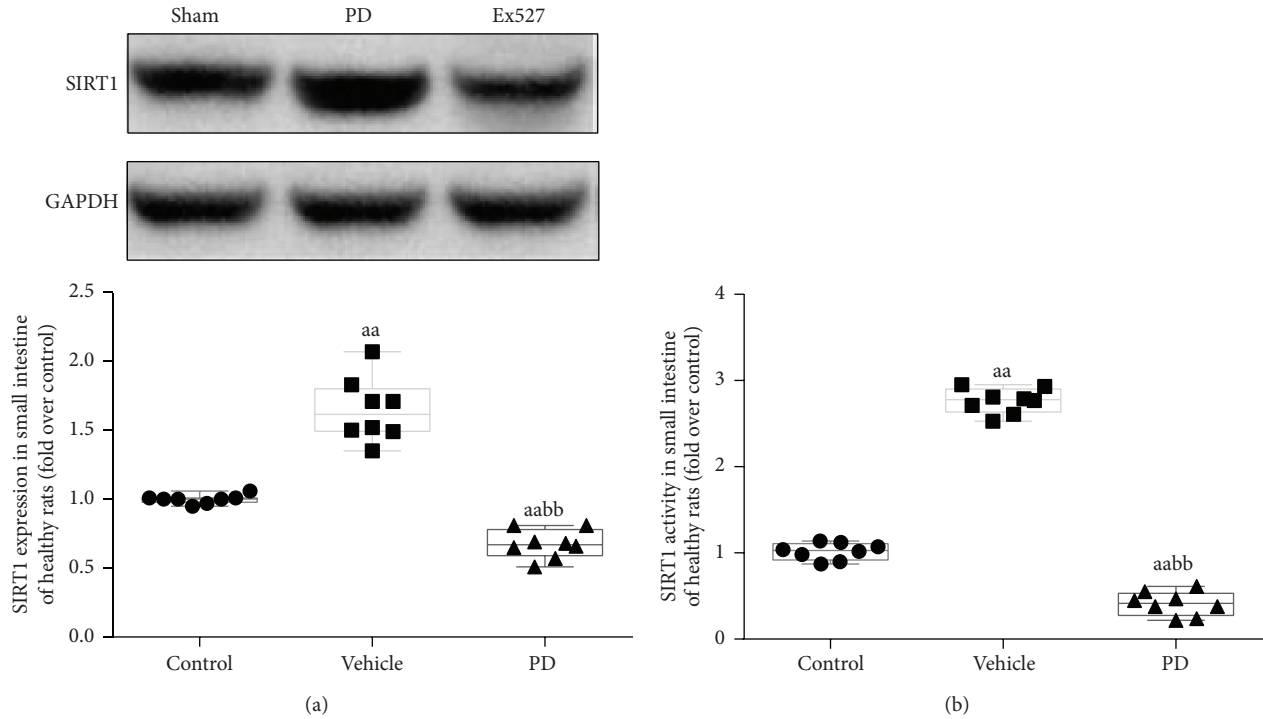 Sham PD Ex527
SIRT1
GAPDH
SIRT1 expression in small intestine
of healthy rats (fold over control)
2.5
2.0
1.5
1.0
0.5
0.0
aa
aabb
Control Vehicle PD
(a)
SIRT1 activity in small intestine
of healthy rats (fold over control)
4
3
2
1
0
aa
aabb
Control Vehicle PD
(b)